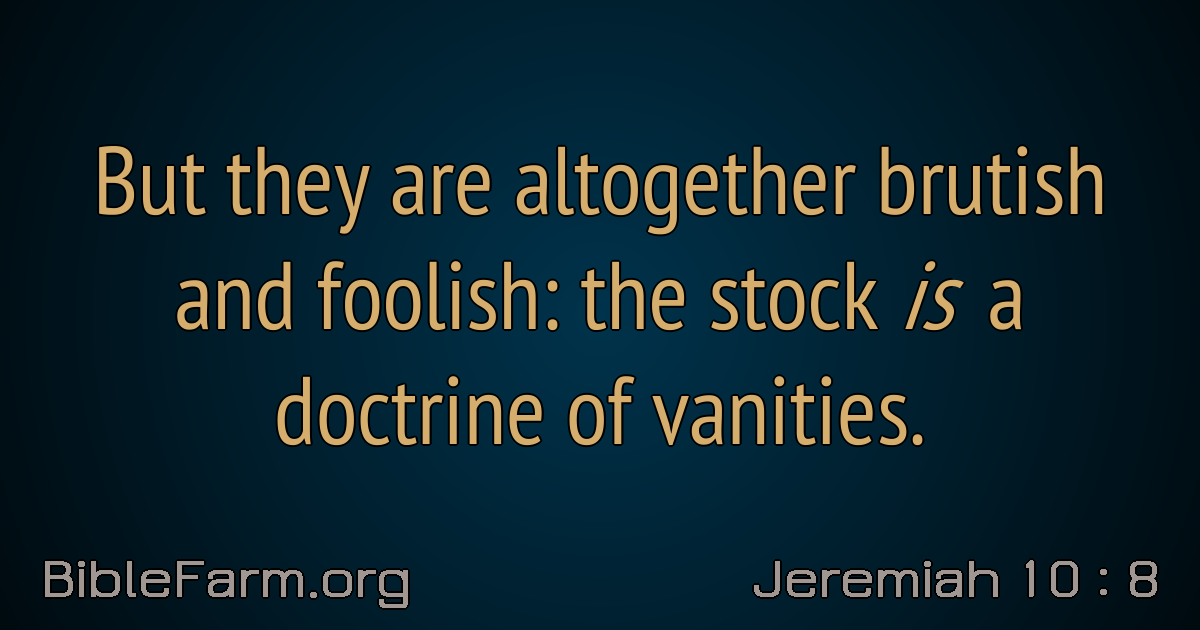 But they are altogether brutish
and foolish: the stock is a
doctrine of vanities.
BibleFarm.org
Jeremiah 10 : 8